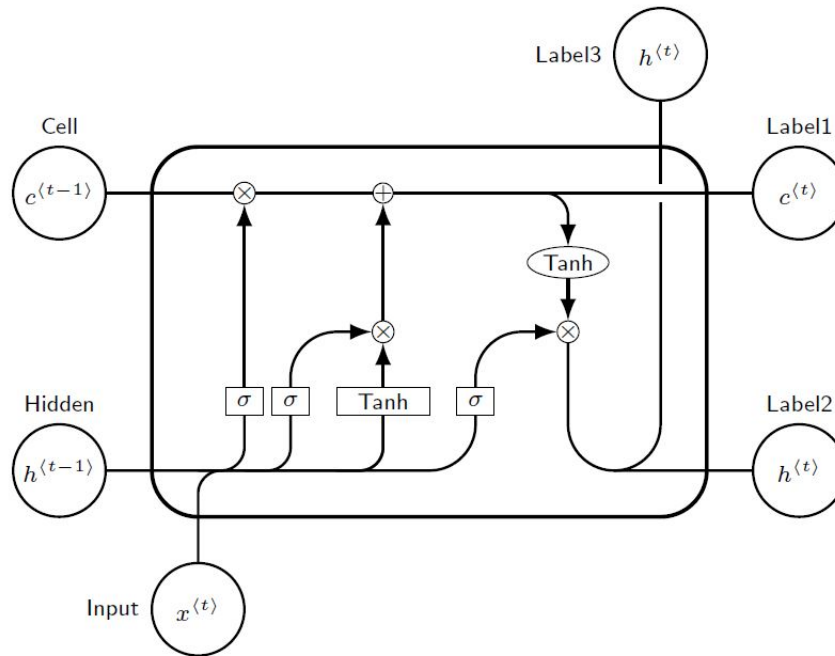 Label3 h⟨t⟩
Cell Label1
c⟨t−1⟩ × + c⟨t⟩
Tanh
× ×
Hidden σ σ Tanh σ Label2
h⟨t−1⟩ h⟨t⟩
Input x⟨t⟩